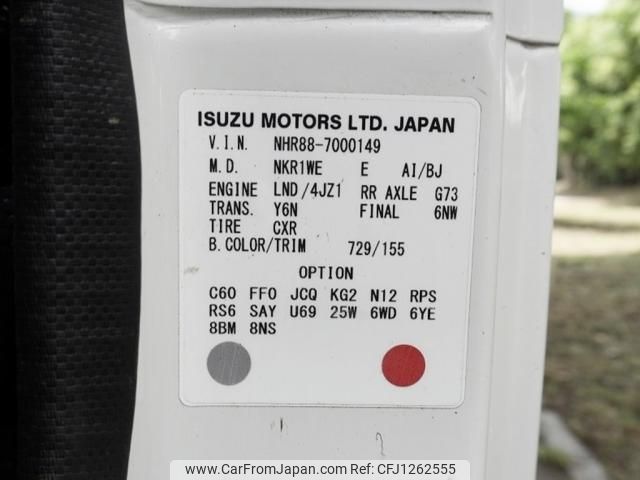 ISUZU MOTORS LTD. JAPAN
V.I.N. NHR88-7000149
M.D. NKR1WE E AI/BJ
ENGINE LND/4JZ1 RR AXLE G73
TRANS. Y6N FINAL 6NW
TIRE CXR
B.COLOR/TRIM 729/155
OPTION
C60 FF0 JCQ KG2 N12 RPS
RS6 SAY U69 25W 6WD 6YE
8BM 8NS
www.CarFromJapan.com - CFJ1262555